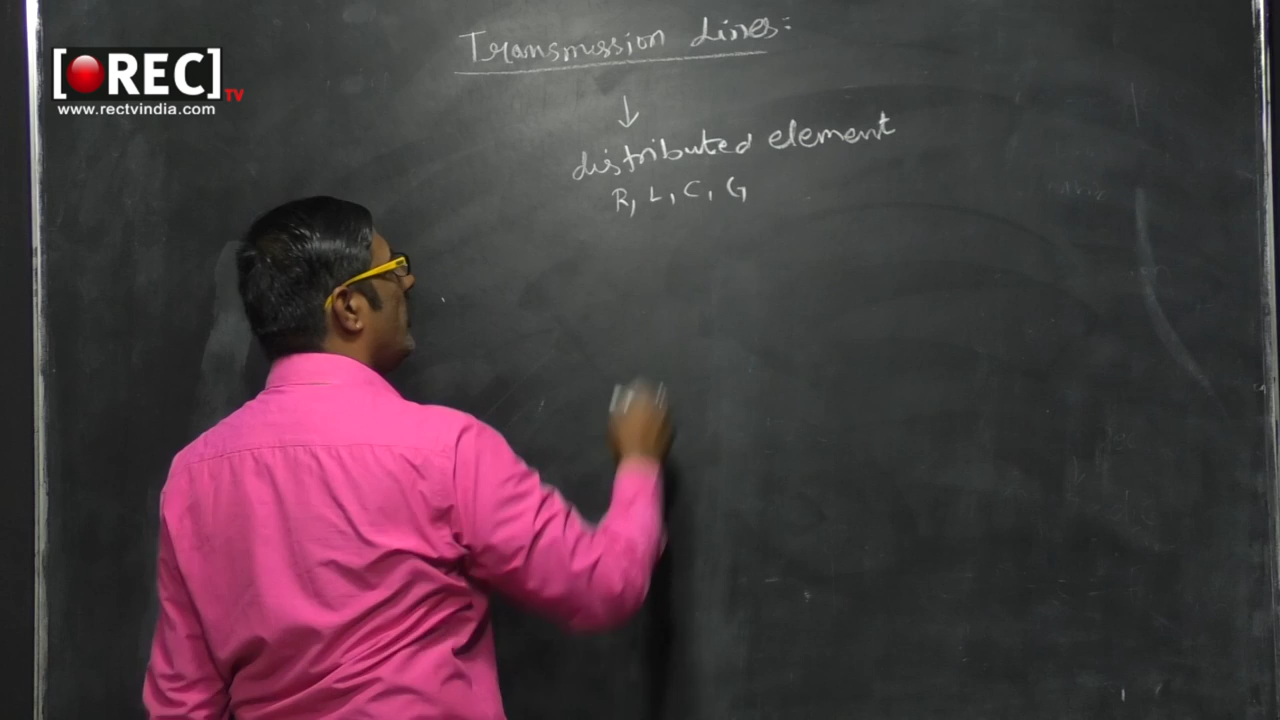 [REC] TV
www.rectvindia.com
Transmission Lines:
↓
distributed element
R, L, C, G